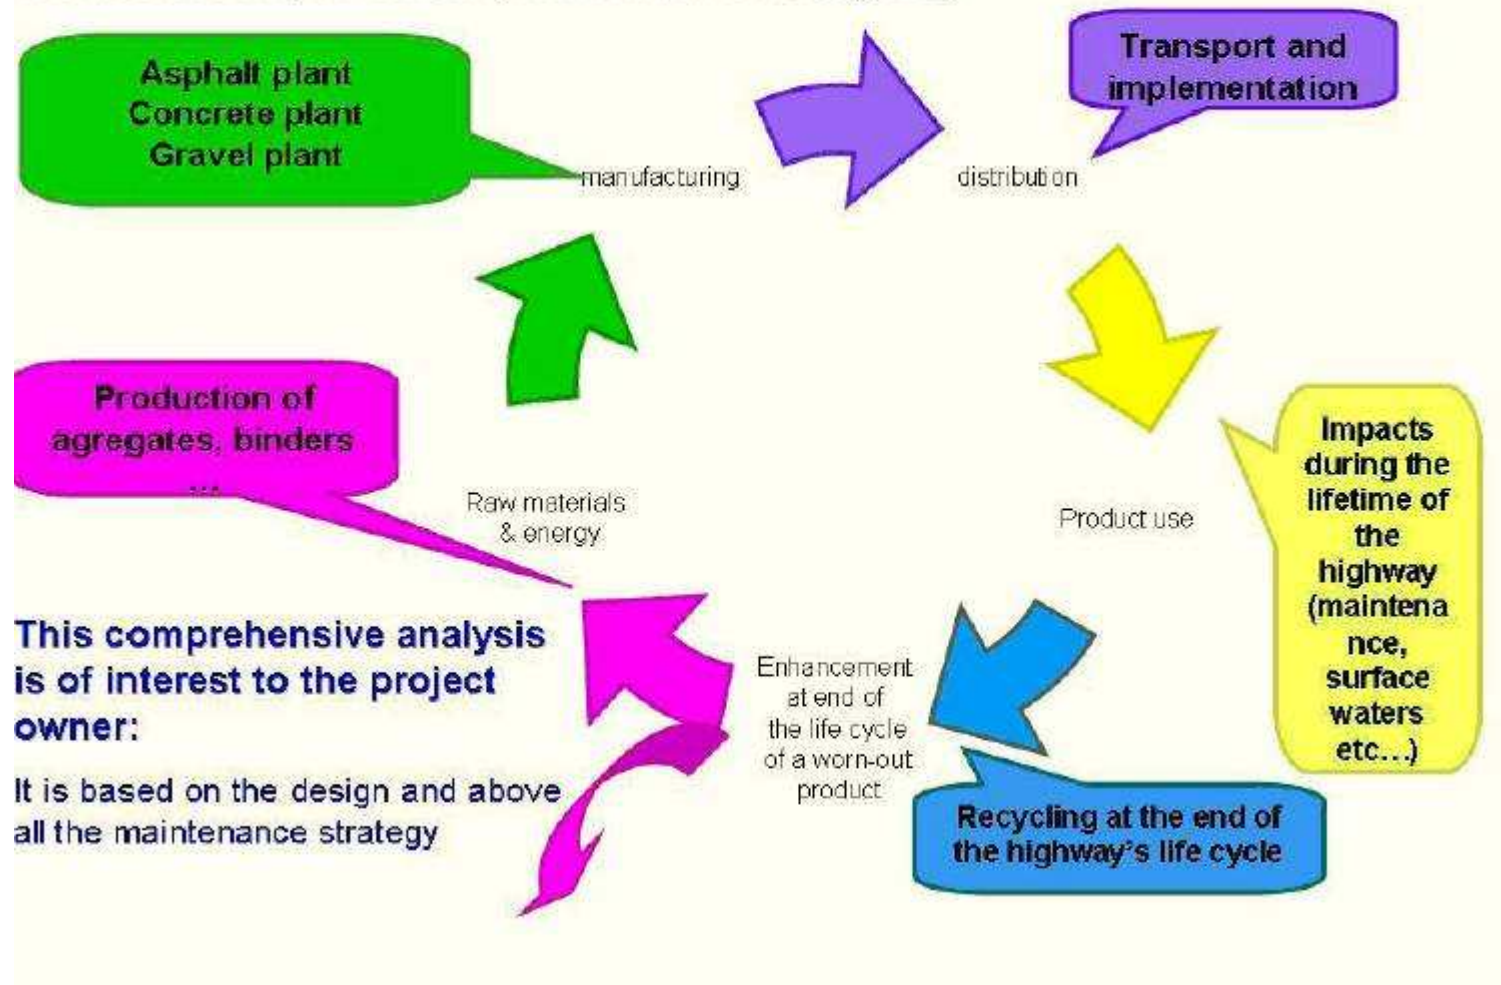 Asphalt plant
Concrete plant
Gravel plant
Transport and
implementation
manufacturing
distribution
Production of
agregates, binders
...
Raw materials
& energy
Product use
Impacts
during the
lifetime of
the
highway
(maintena
nce,
surface
waters
etc...)
This comprehensive analysis
is of interest to the project
owner:
It is based on the design and above
all the maintenance strategy
Enhancement
at end of
the life cycle
of a worn-out
product
Recycling at the end of
the highway's life cycle